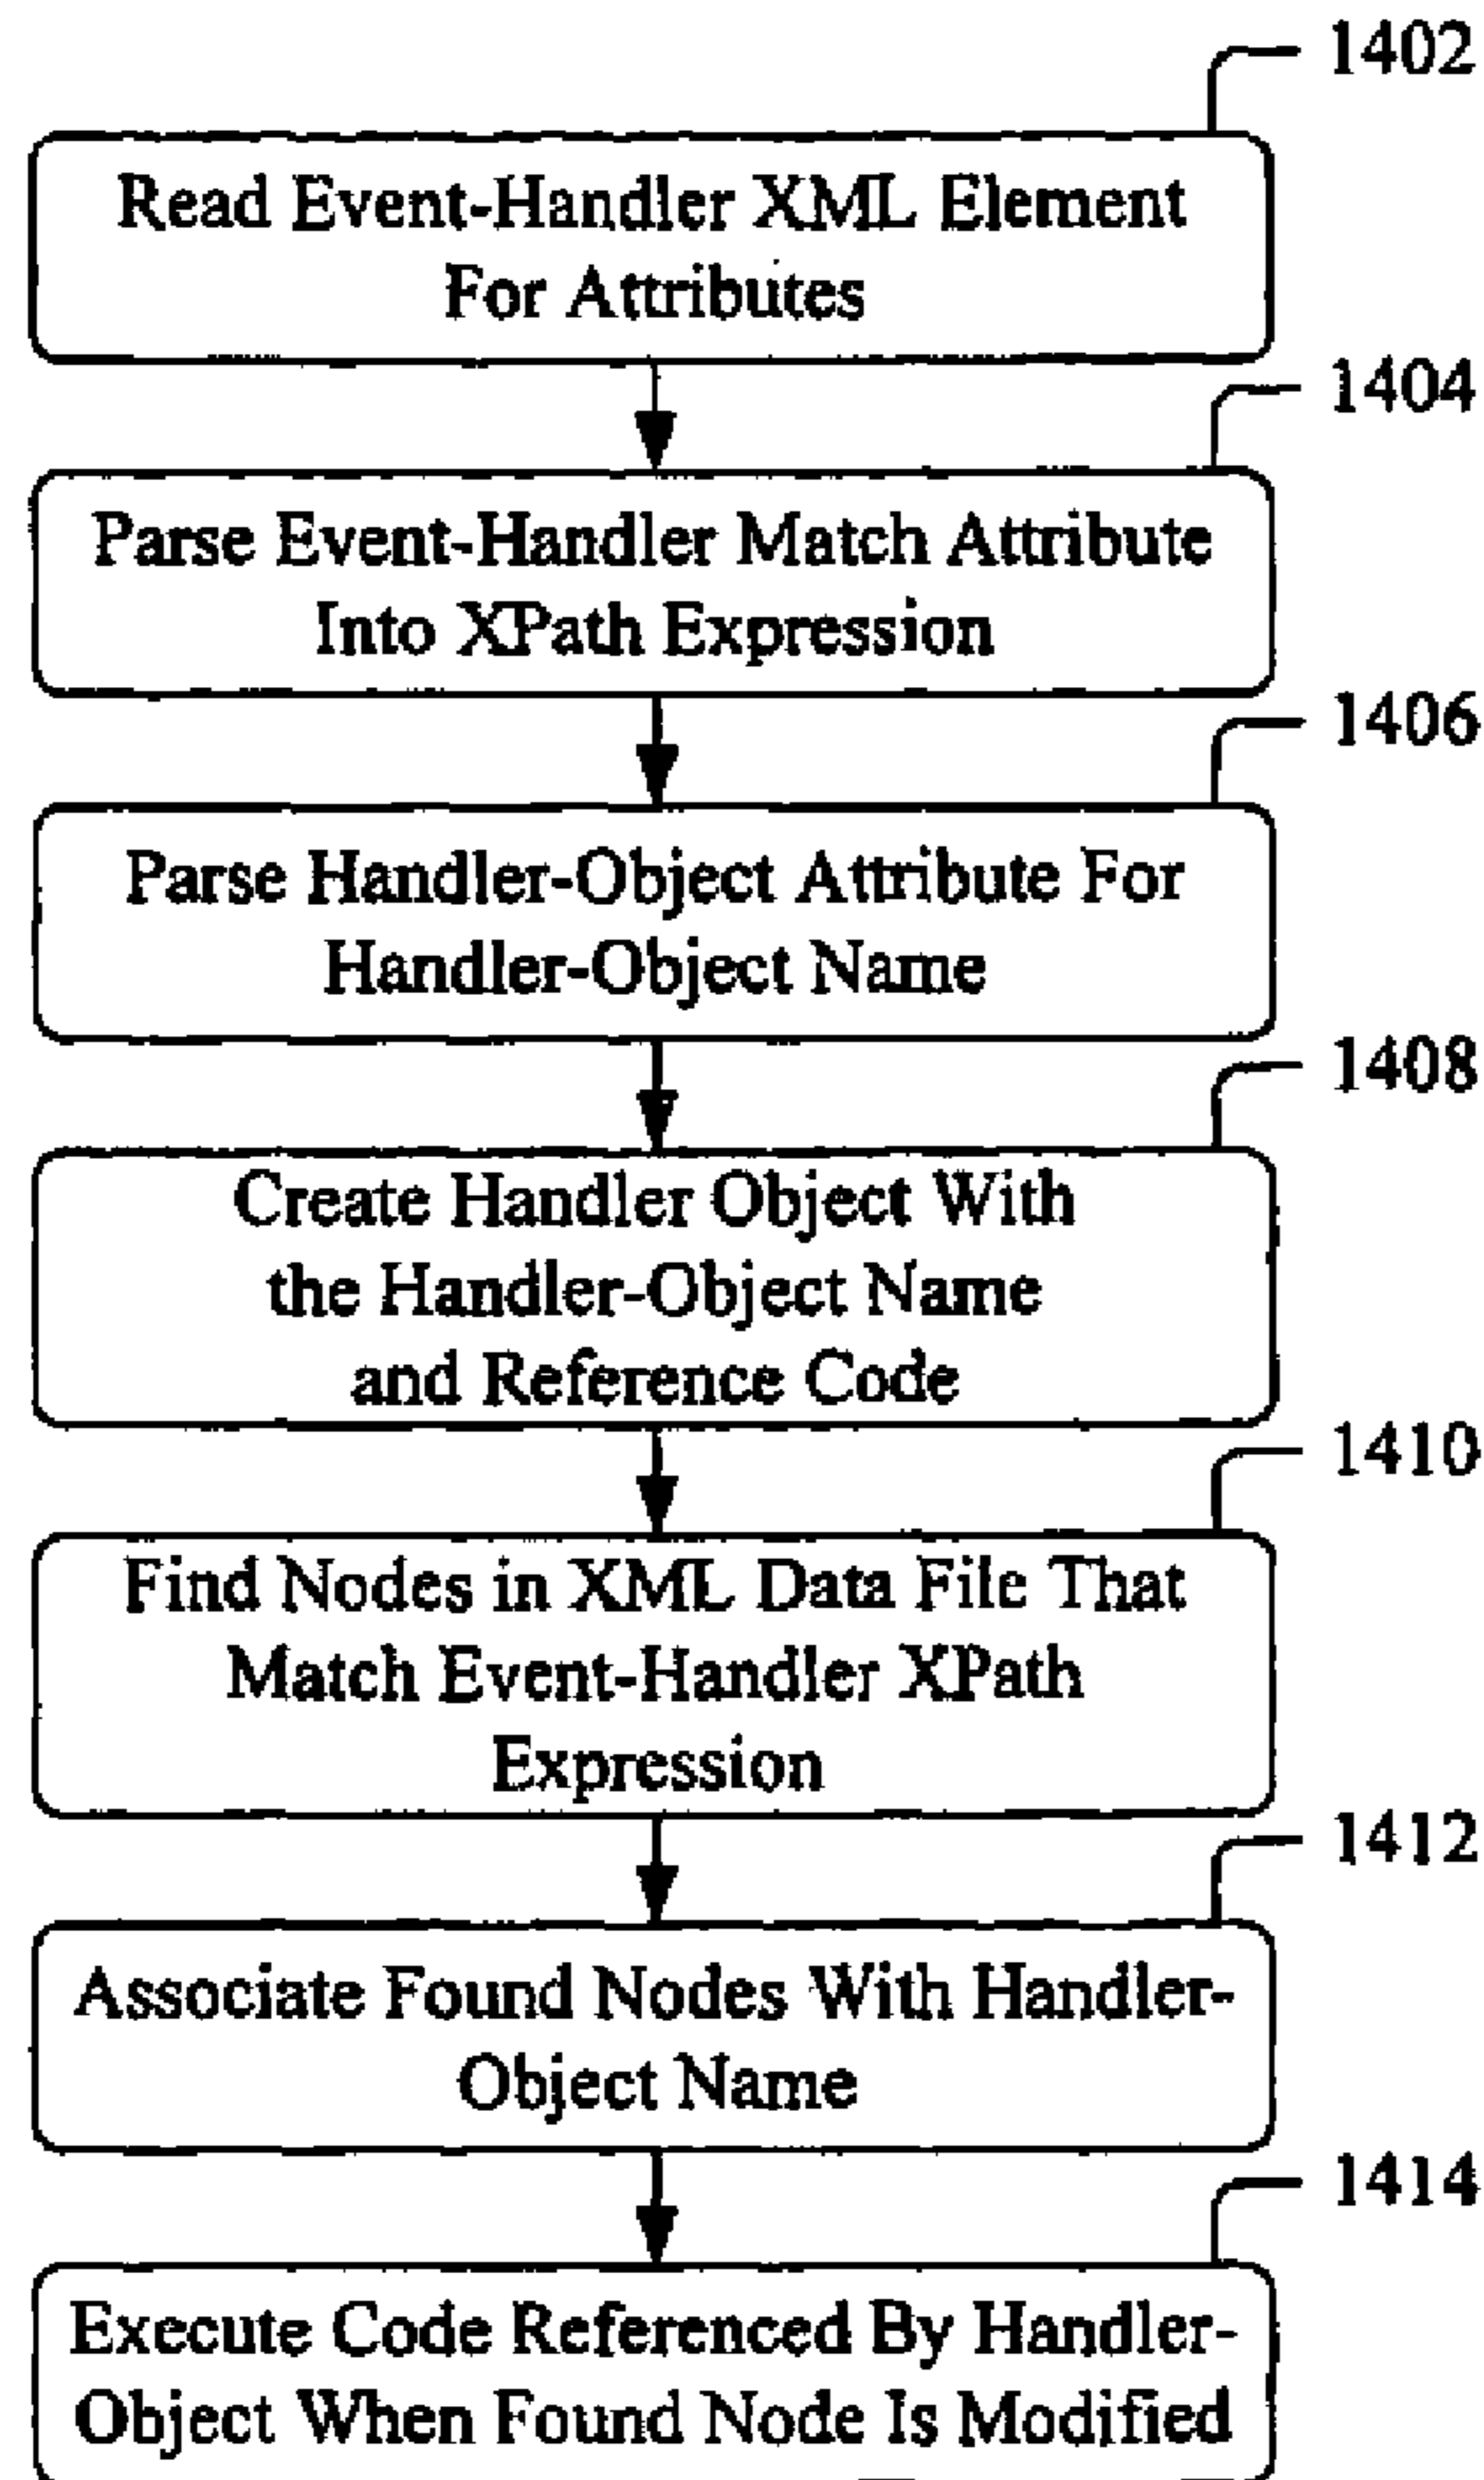 1402
Read Event-Handler XML Element
For Attributes
1404
Parse Event-Handler Match Attribute
Into XPath Expression
1406
Parse Handler-Object Attribute For
Handler-Object Name
1408
Create Handler Object With
the Handler-Object Name
and Reference Code
1410
Find Nodes in XML Data File That
Match Event-Handler XPath
Expression
1412
Associate Found Nodes With Handler-
Object Name
1414
Execute Code Referenced By Handler-
Object When Found Node Is Modified